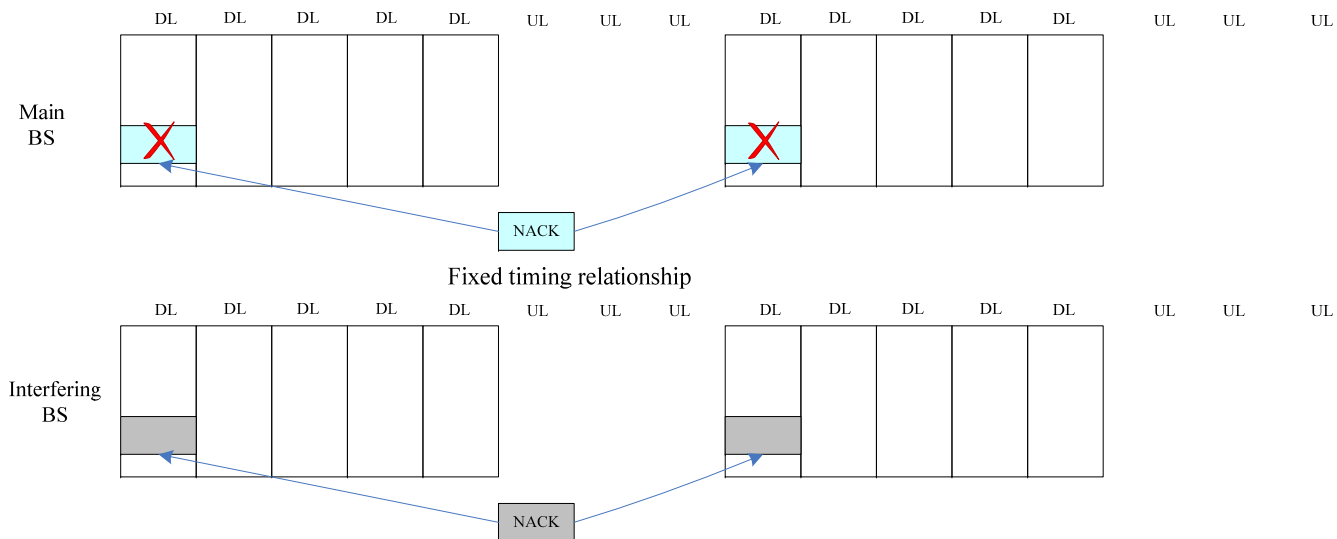 DL DL DL DL DL UL UL UL DL DL DL DL DL UL UL UL
Main
BS
NACK
Fixed timing relationship
DL DL DL DL DL UL UL UL DL DL DL DL DL UL UL UL
Interfering
BS
NACK